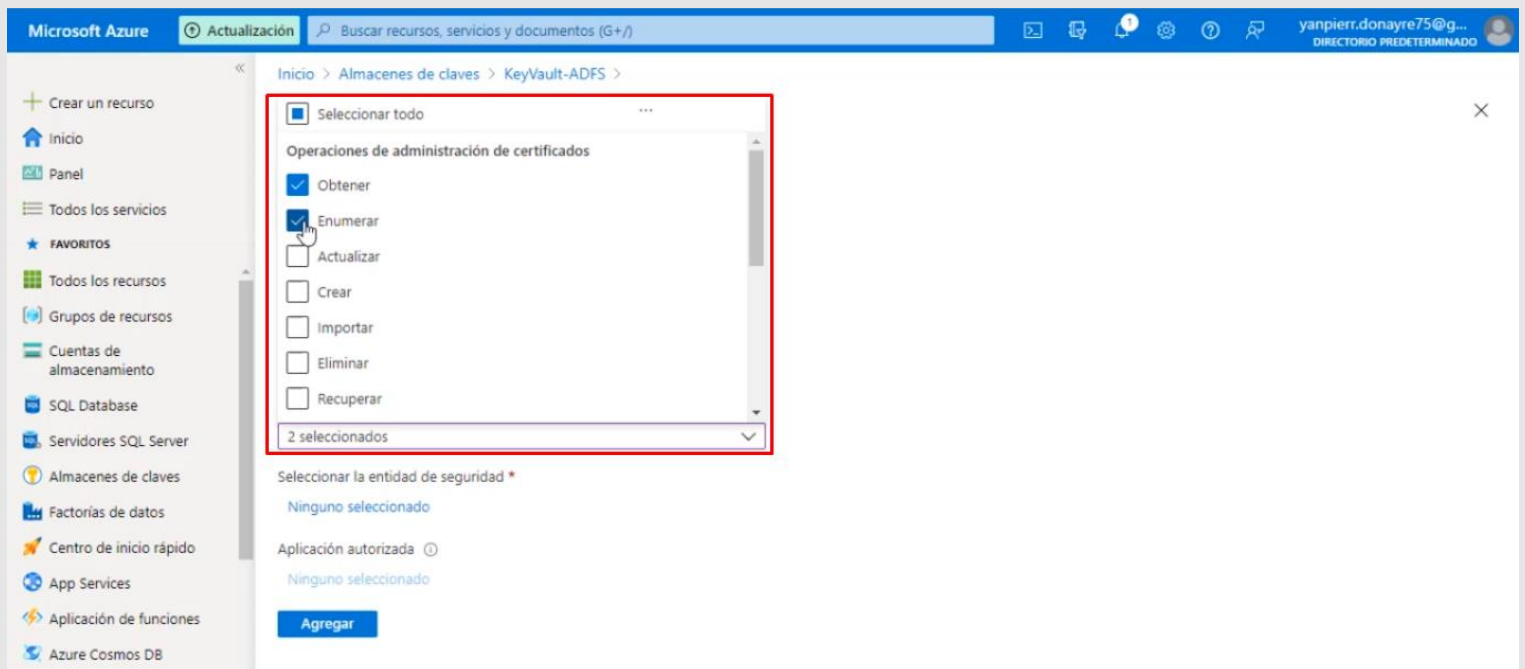 Microsoft Azure
Actualización
Buscar recursos, servicios y documentos (G+/)
1
yanpierr.donayre75@g...
DIRECTORIO PREDETERMINADO
«
Crear un recurso
Inicio
Panel
Todos los servicios
FAVORITOS
Todos los recursos
Grupos de recursos
Cuentas de
almacenamiento
SQL Database
Servidores SQL Server
Almacenes de claves
Factorías de datos
Centro de inicio rápido
App Services
Aplicación de funciones
Azure Cosmos DB
Inicio > Almacenes de claves > KeyVault-ADFS >
Seleccionar todo
...
Operaciones de administración de certificados
Obtener
Enumerar
Actualizar
Crear
Importar
Eliminar
Recuperar
2 seleccionados
Seleccionar la entidad de seguridad *
Ninguno seleccionado
Aplicación autorizada
Ninguno seleccionado
Agregar